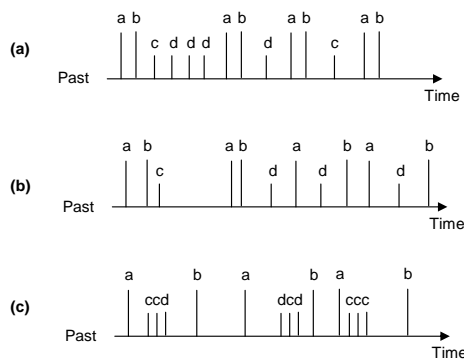 a b a b a b a b
c d d d d c
(a)
Past
Time
a b a b a b a b
c d d d
(b)
Past
Time
a b a b a b
ccd dcd ccc
(c)
Past
Time